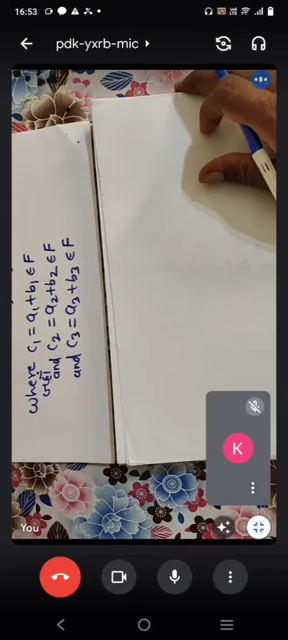 16:53
pdk-yxrb-mic
where c₁ = a₁ + b₁ ∈ F
and c₂ = a₂ + b₂ ∈ F
and c₃ = a₃ + b₃ ∈ F
K
You